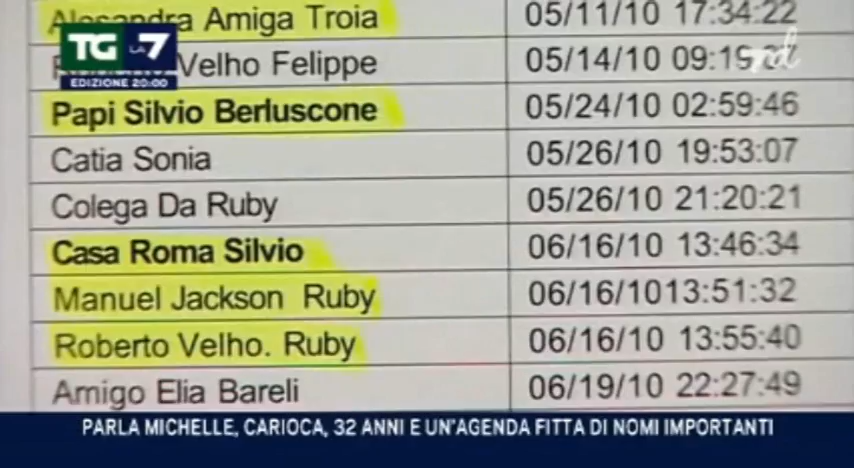 Alesandra Amiga Troia 05/11/10 17:34:22
TG LA 7
EDIZIONE 20:00
Velho Felippe 05/14/10
Papi Silvio Berluscone 05/24/10 02:59:46
Catia Sonia 05/26/10 19:53:07
Colega Da Ruby 05/26/10 21:20:21
Casa Roma Silvio 06/16/10 13:46:34
Manuel Jackson Ruby 06/16/1013:51:32
Roberto Velho. Ruby 06/16/10 13:55:40
Amigo Elia Bareli 06/19/10 22:27:49
PARLA MICHELLE, CARIOCA, 32 ANNI E UN'AGENDA FITTA DI NOMI IMPORTANTI